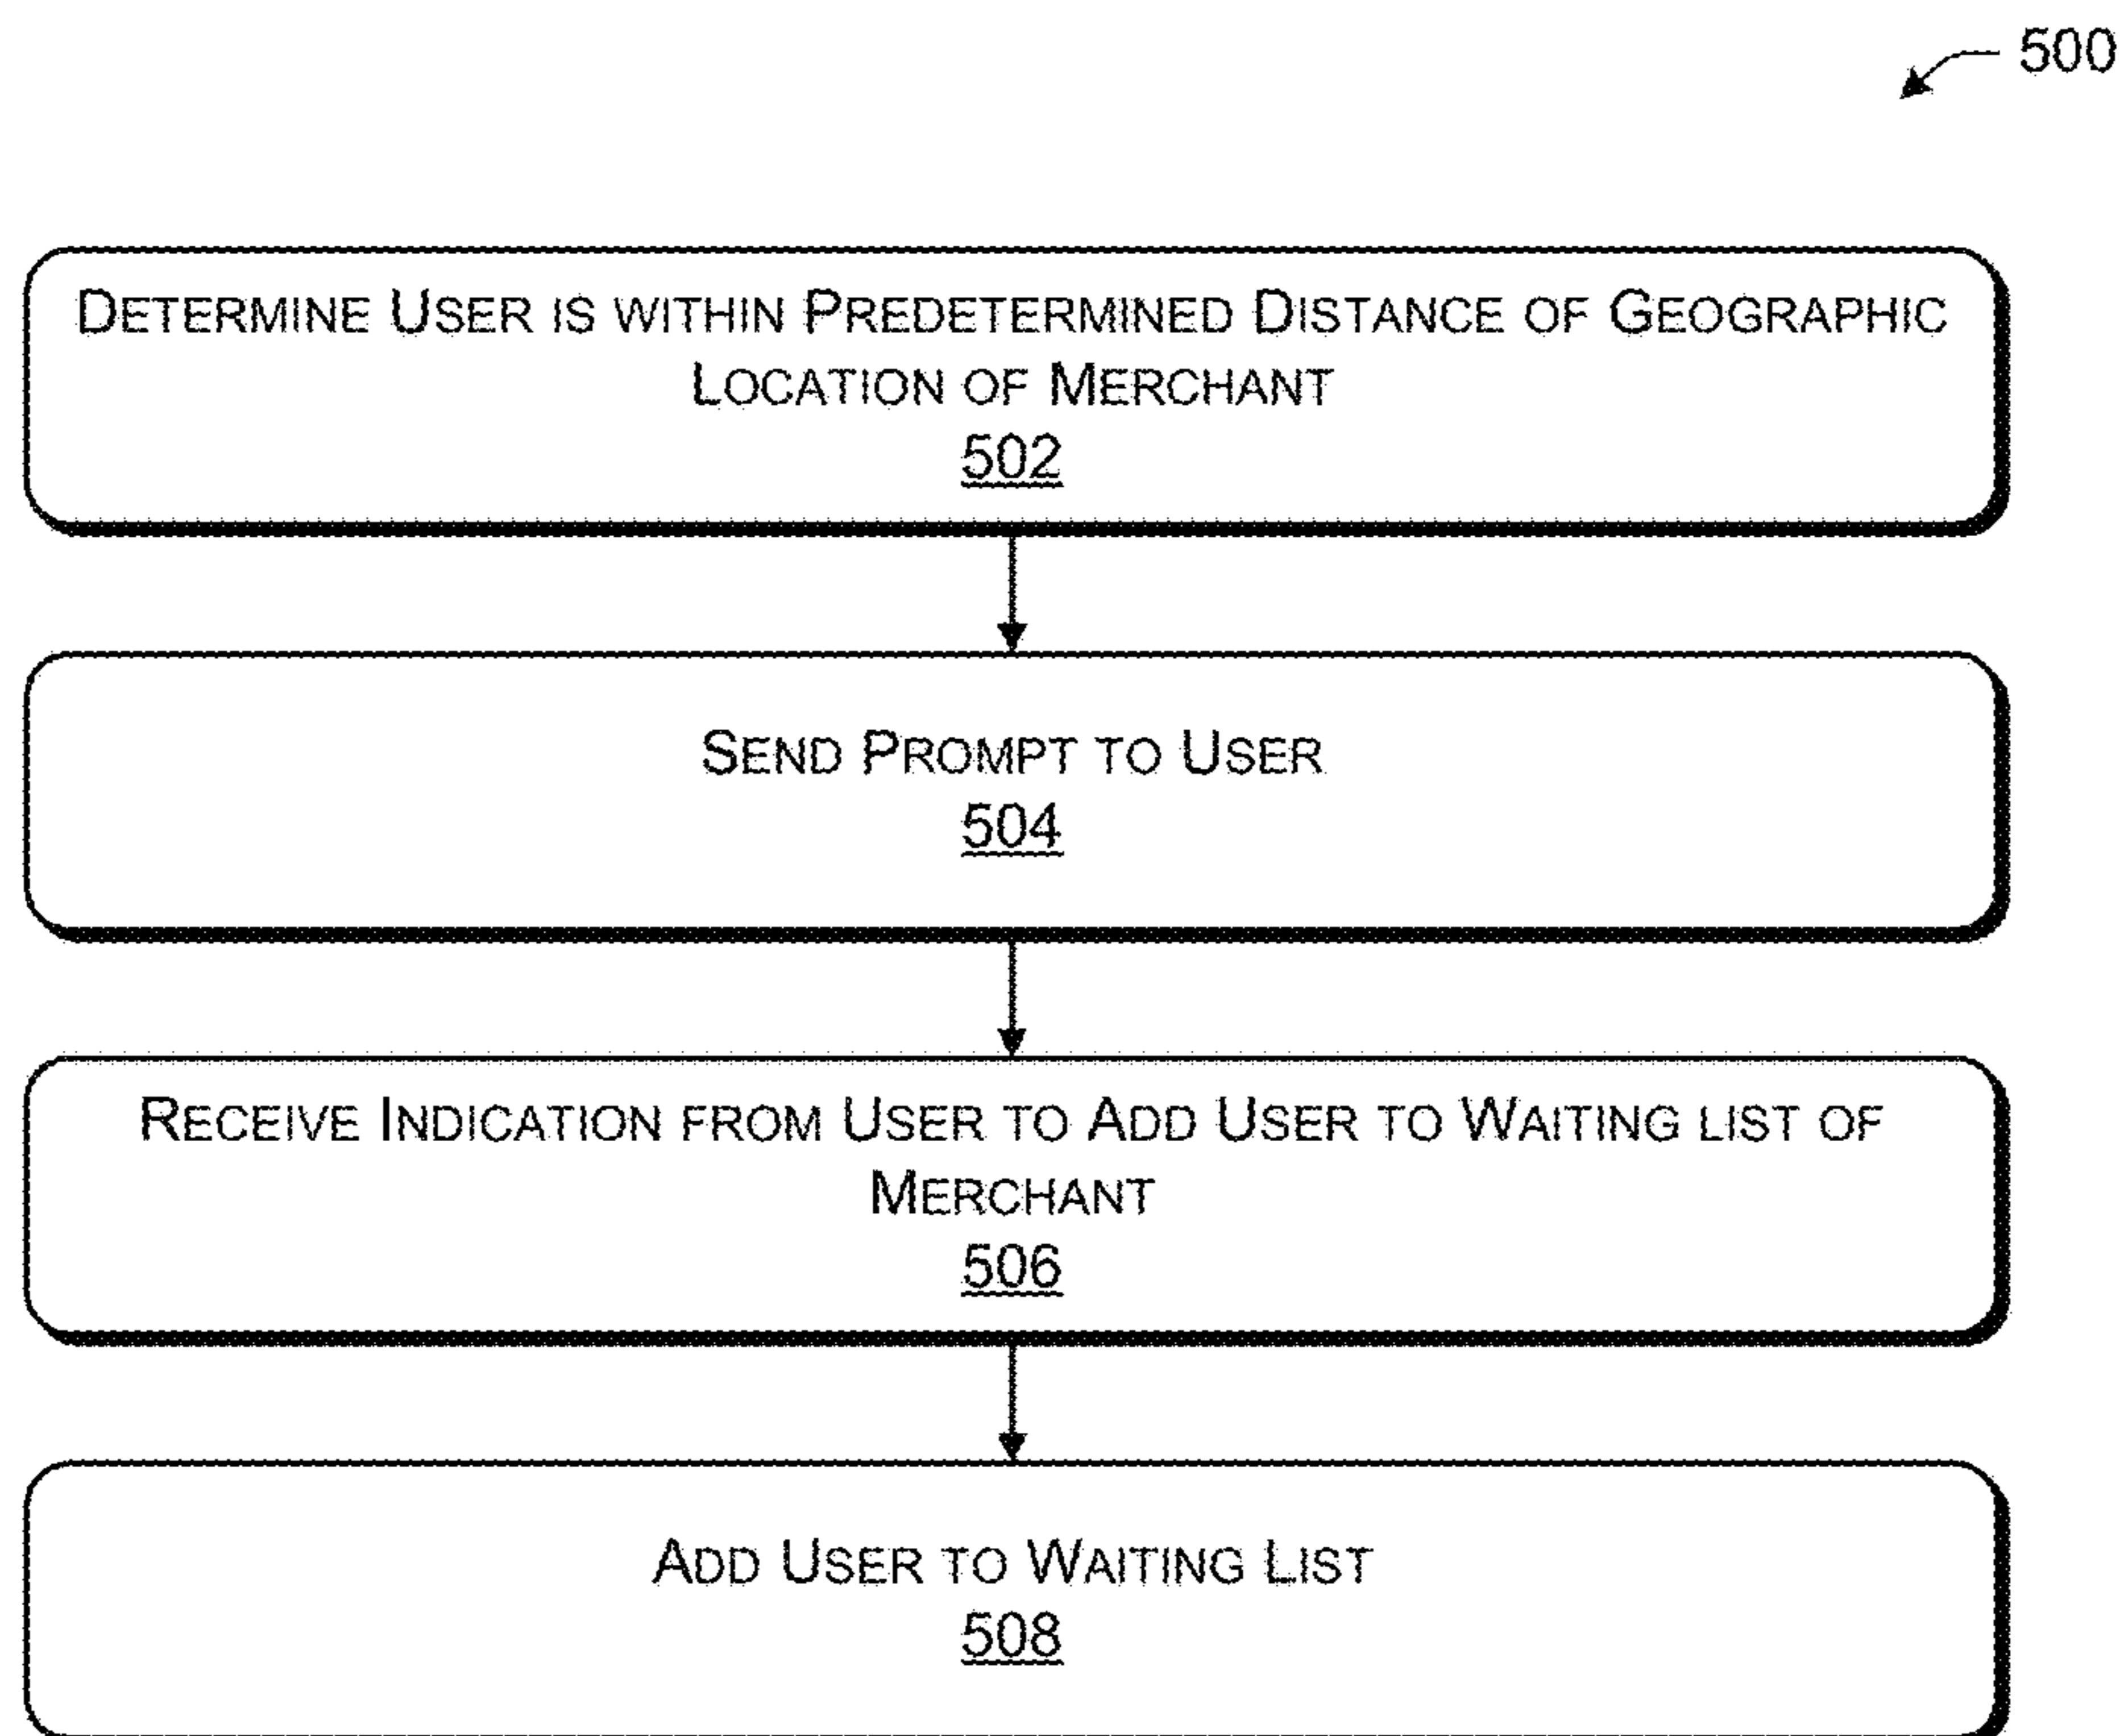 500
DETERMINE USER IS WITHIN PREDETERMINED DISTANCE OF GEOGRAPHIC
LOCATION OF MERCHANT
502
SEND PROMPT TO USER
504
RECEIVE INDICATION FROM USER TO ADD USER TO WAITING LIST OF
MERCHANT
506
ADD USER TO WAITING LIST
508